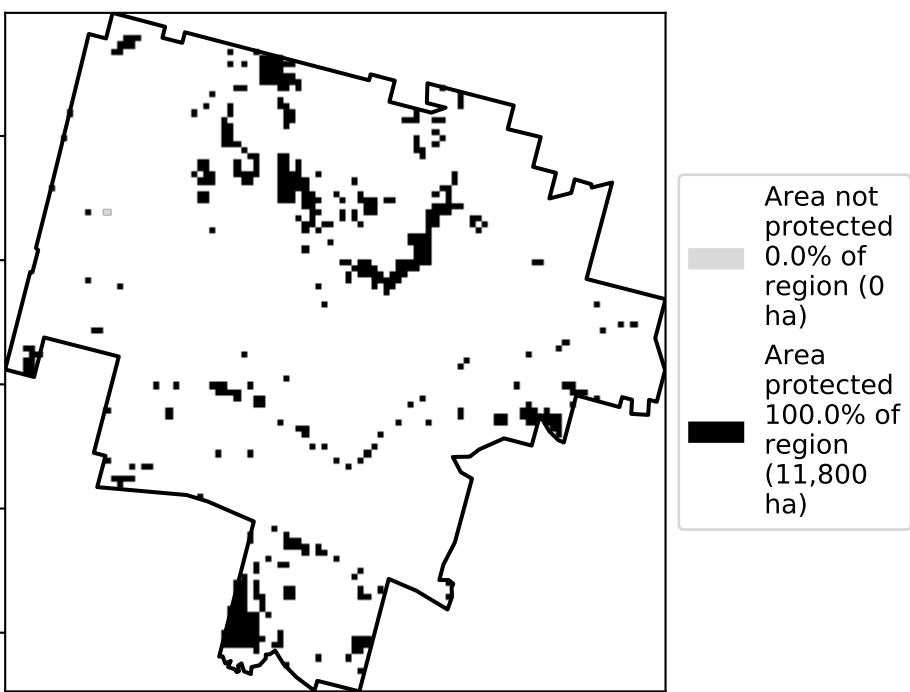 Area not
protected
0.0% of
region (0
ha)
Area
protected
100.0% of
region
(11,800
ha)